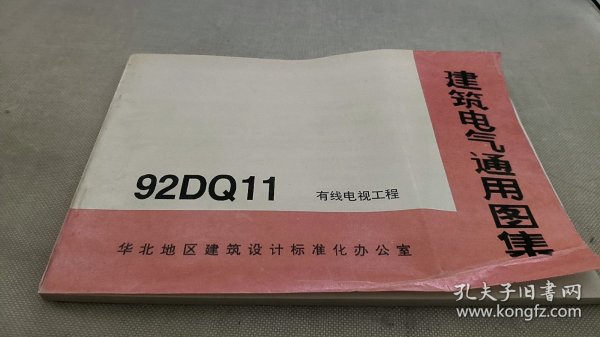 建筑电气通用图集
92DQ11 有线电视工程
华北地区建筑设计标准化办公室
孔夫子旧书网
www.kongfz.com